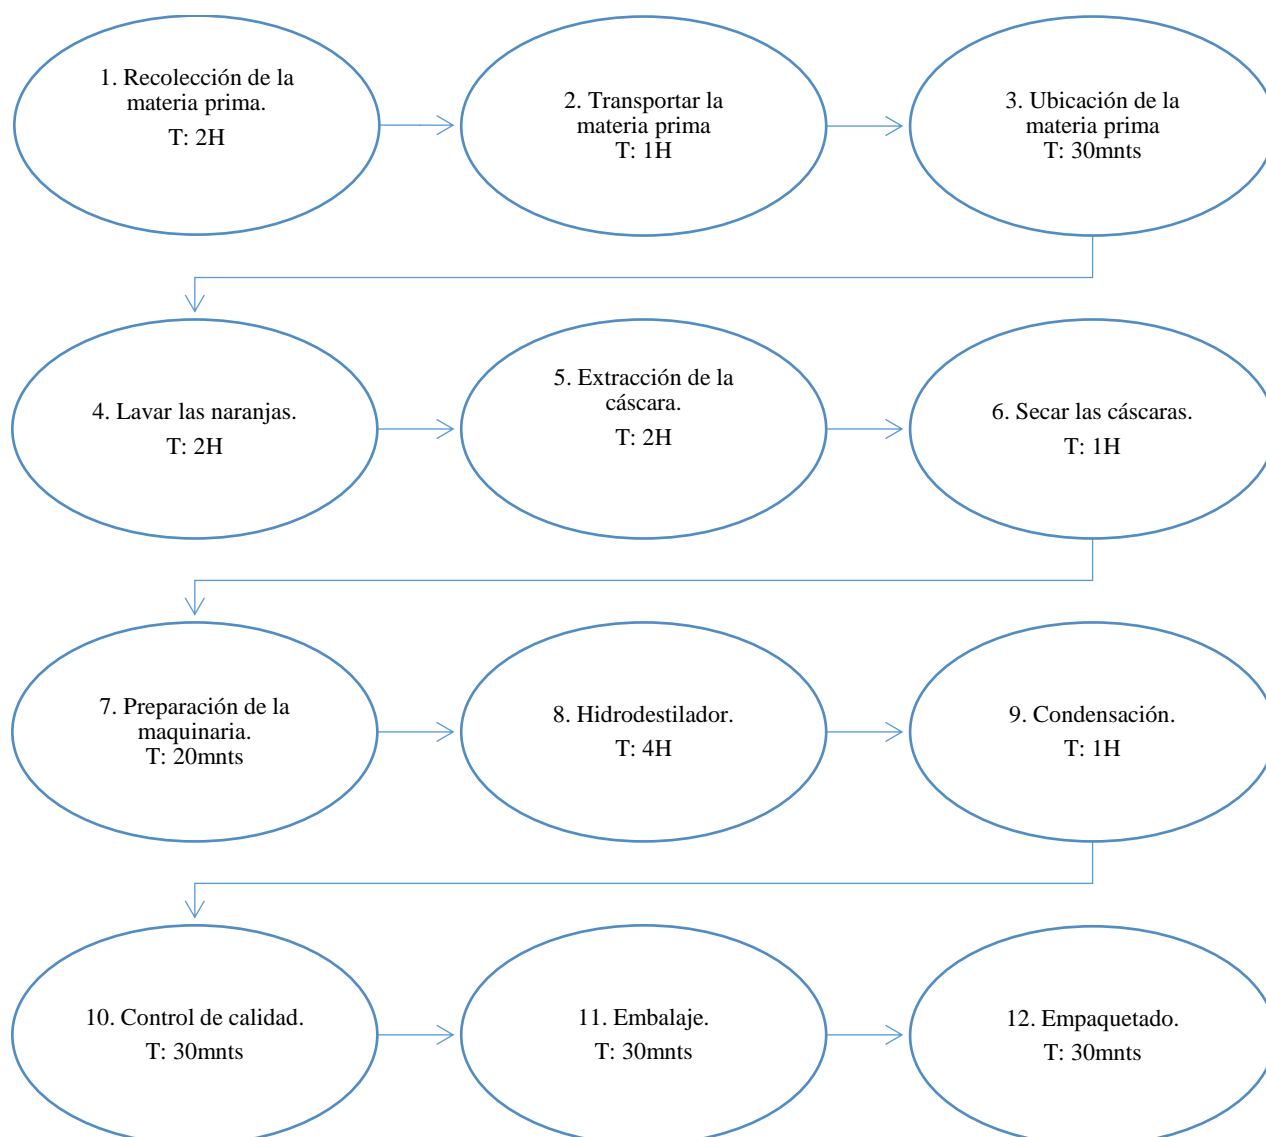 1. Recolección de la
materia prima.
T: 2H
2. Transportar la
materia prima
T: 1H
3. Ubicación de la
materia prima
T: 30mnts
4. Lavar las naranjas.
T: 2H
5. Extracción de la
cáscara.
T: 2H
6. Secar las cáscaras.
T: 1H
7. Preparación de la
maquinaria.
T: 20mnts
8. Hidrodestilador.
T: 4H
9. Condensación.
T: 1H
10. Control de calidad.
T: 30mnts
11. Embalaje.
T: 30mnts
12. Empaquetado.
T: 30mnts